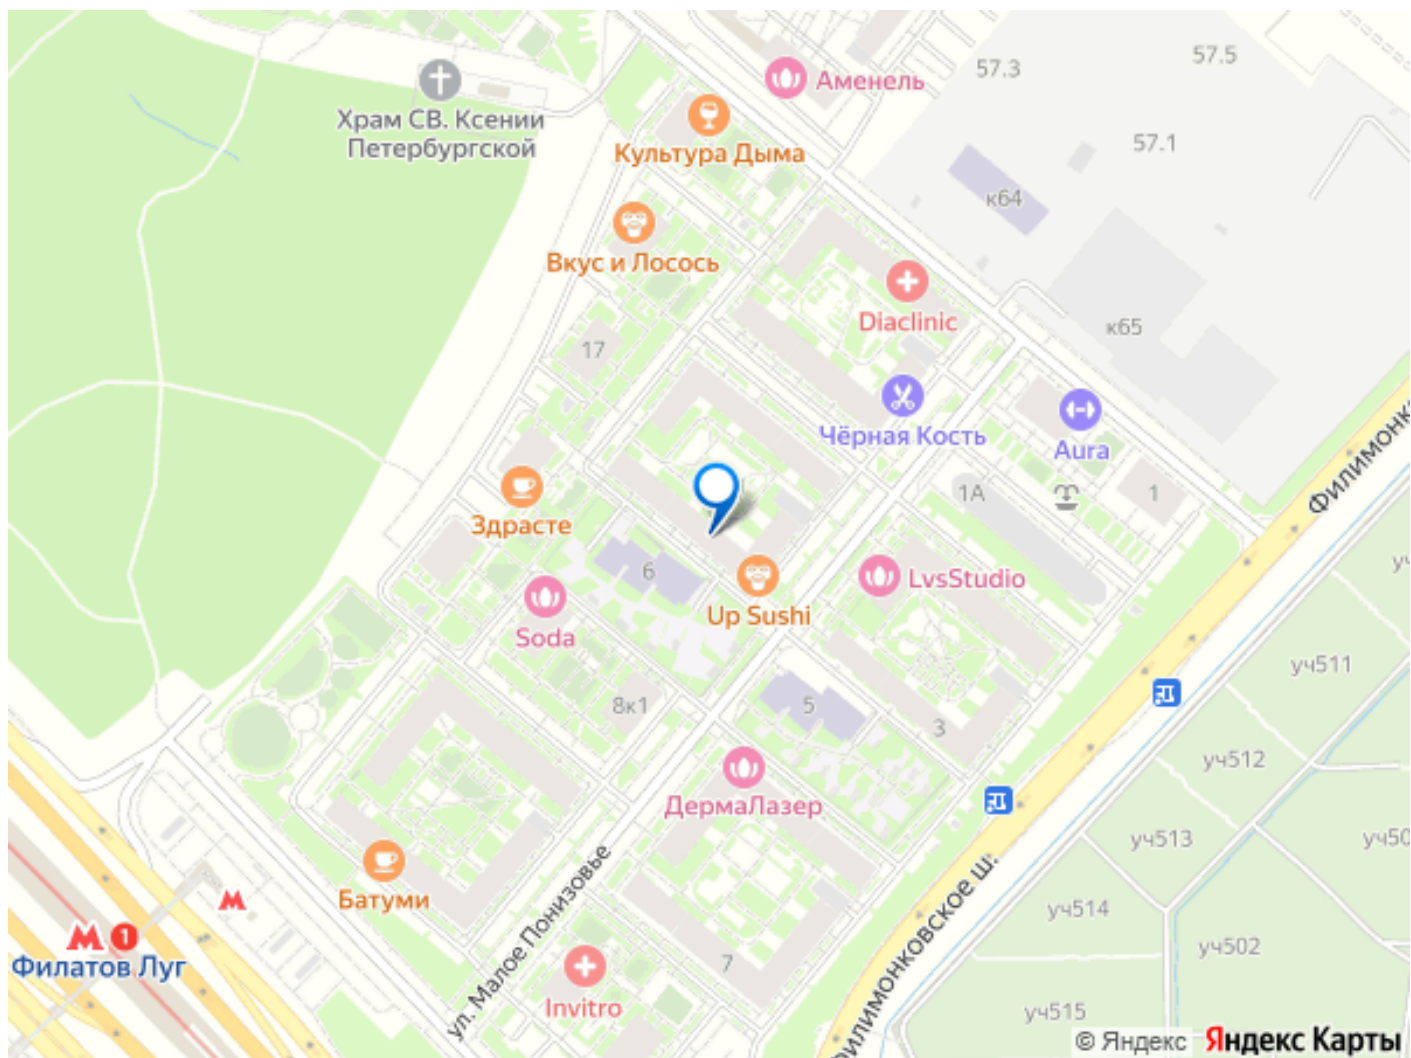 57.3
57.5
Аменель
Храм СВ. Ксении
Петербургской
Культура Дыма
57.1
к64
Вкус и Лосось
Diaclinic
к65
17
Чёрная Кость
Aura
1А
1
Здрасте
6
Up Sushi
LvsStudio
Soda
8к1
5
3
ДермаЛазер
Батуми
7
Invitro
ул. Малое Понизовье
М
М 1
Филатов Луг
Филимонковское ш.
уч511
уч512
уч513
уч514
уч502
уч515
© Яндекс
Яндекс Карты